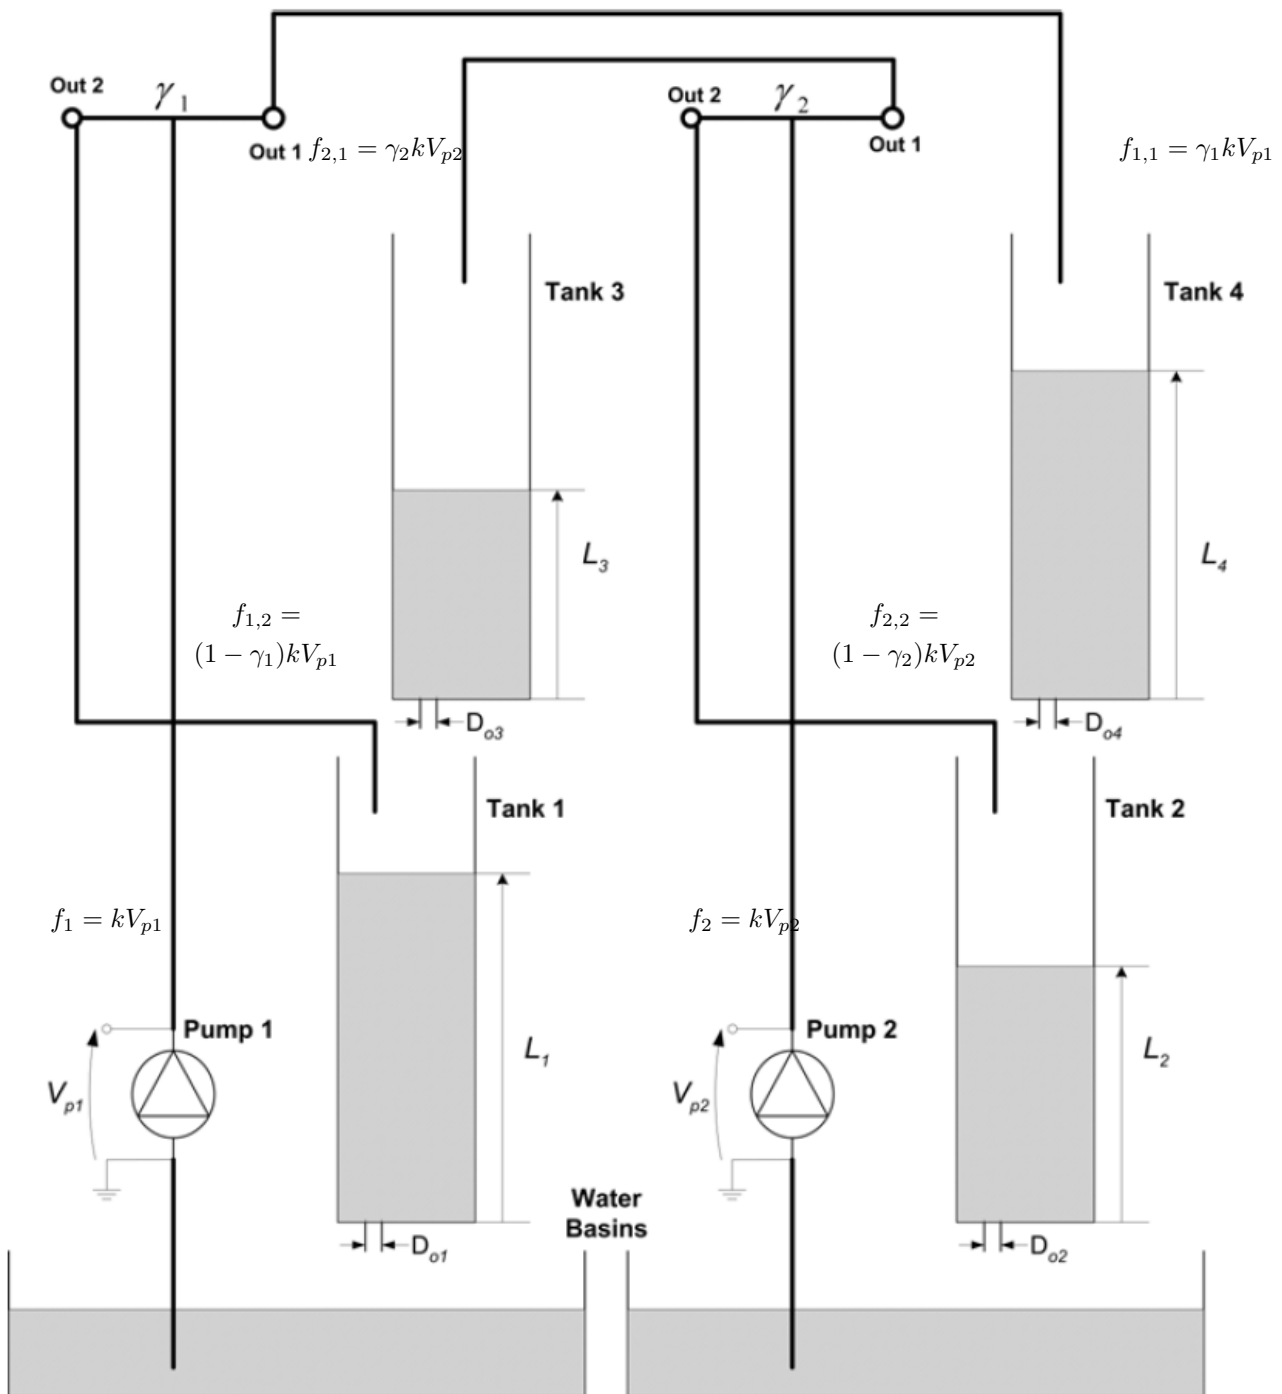 Out 2
γ 1
Out 1
f2,1 = γ2kVp2
Out 2
γ 2
Out 1
f1,1 = γ1kVp1
Tank 3
Tank 4
L3
L4
f1,2 =
(1 − γ1)kVp1
f2,2 =
(1 − γ2)kVp2
Do3
Do4
Tank 1
Tank 2
f1 = kVp1
f2 = kVp2
Pump 1
Pump 2
Vp1
L1
Vp2
L2
Water
Basins
Do1
Do2